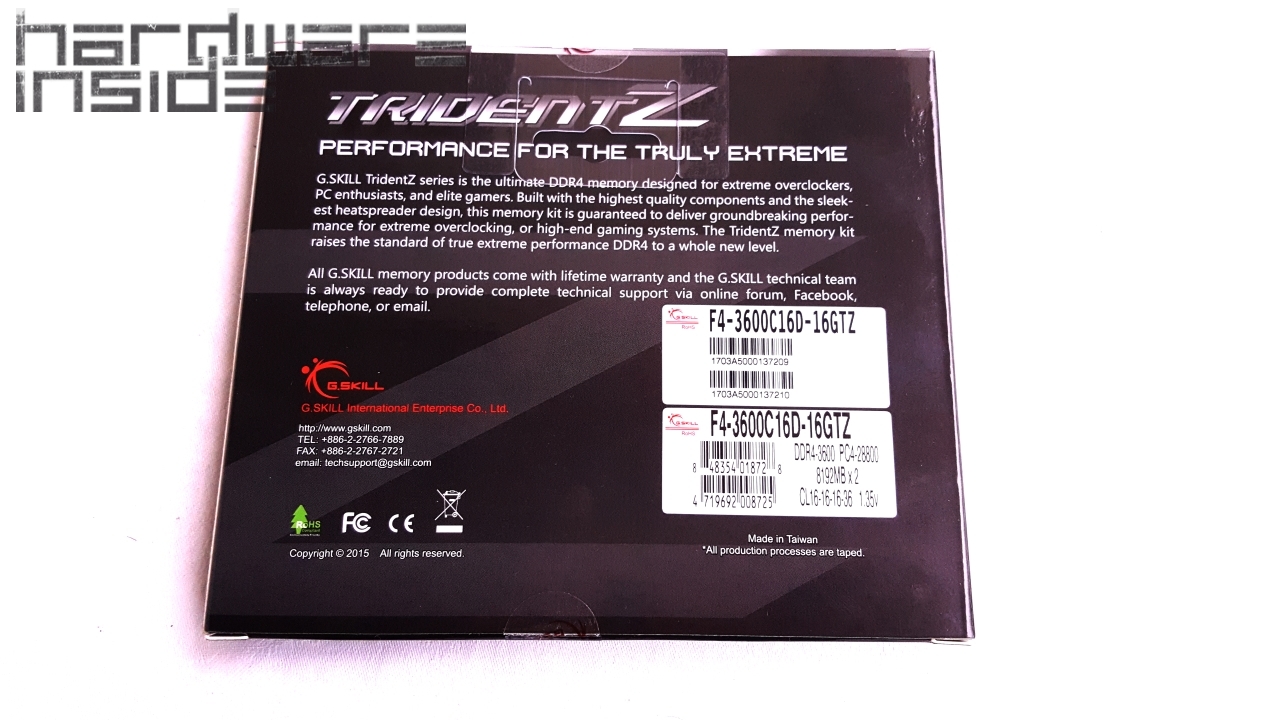 hardware
inside
TRIDENTZ
PERFORMANCE FOR THE TRULY EXTREME
G.SKILL TridentZ series is the ultimate DDR4 memory designed for extreme overclockers,
PC enthusiasts, and elite gamers. Built with the highest quality components and the sleek-
est heatspreader design, this memory kit is guaranteed to deliver groundbreaking perfor-
mance for extreme overclocking, or high-end gaming systems. The TridentZ memory kit
raises the standard of true extreme performance DDR4 to a whole new level.
All G.SKILL memory products come with lifetime warranty and the G.SKILL technical team
is always ready to provide complete technical support via online forum, Facebook,
telephone, or email.
G.SKILL
RoHS
F4-3600C16D-16GTZ
1703A5000137209
1703A5000137210
G.SKILL
RoHS
F4-3600C16D-16GTZ
DDR4-3600 PC4-28800
8 48354 01872 8
8192MB x 2
4 719692 008725
CL16-16-16-36 1.35v
G.SKILL
G.SKILL International Enterprise Co., Ltd.
http://www.gskill.com
TEL: +886-2-2766-7889
FAX: +886-2-2767-2721
email: techsupport@gskill.com
RoHS
FC CE
Copyright © 2015 All rights reserved.
Made in Taiwan
*All production processes are taped.